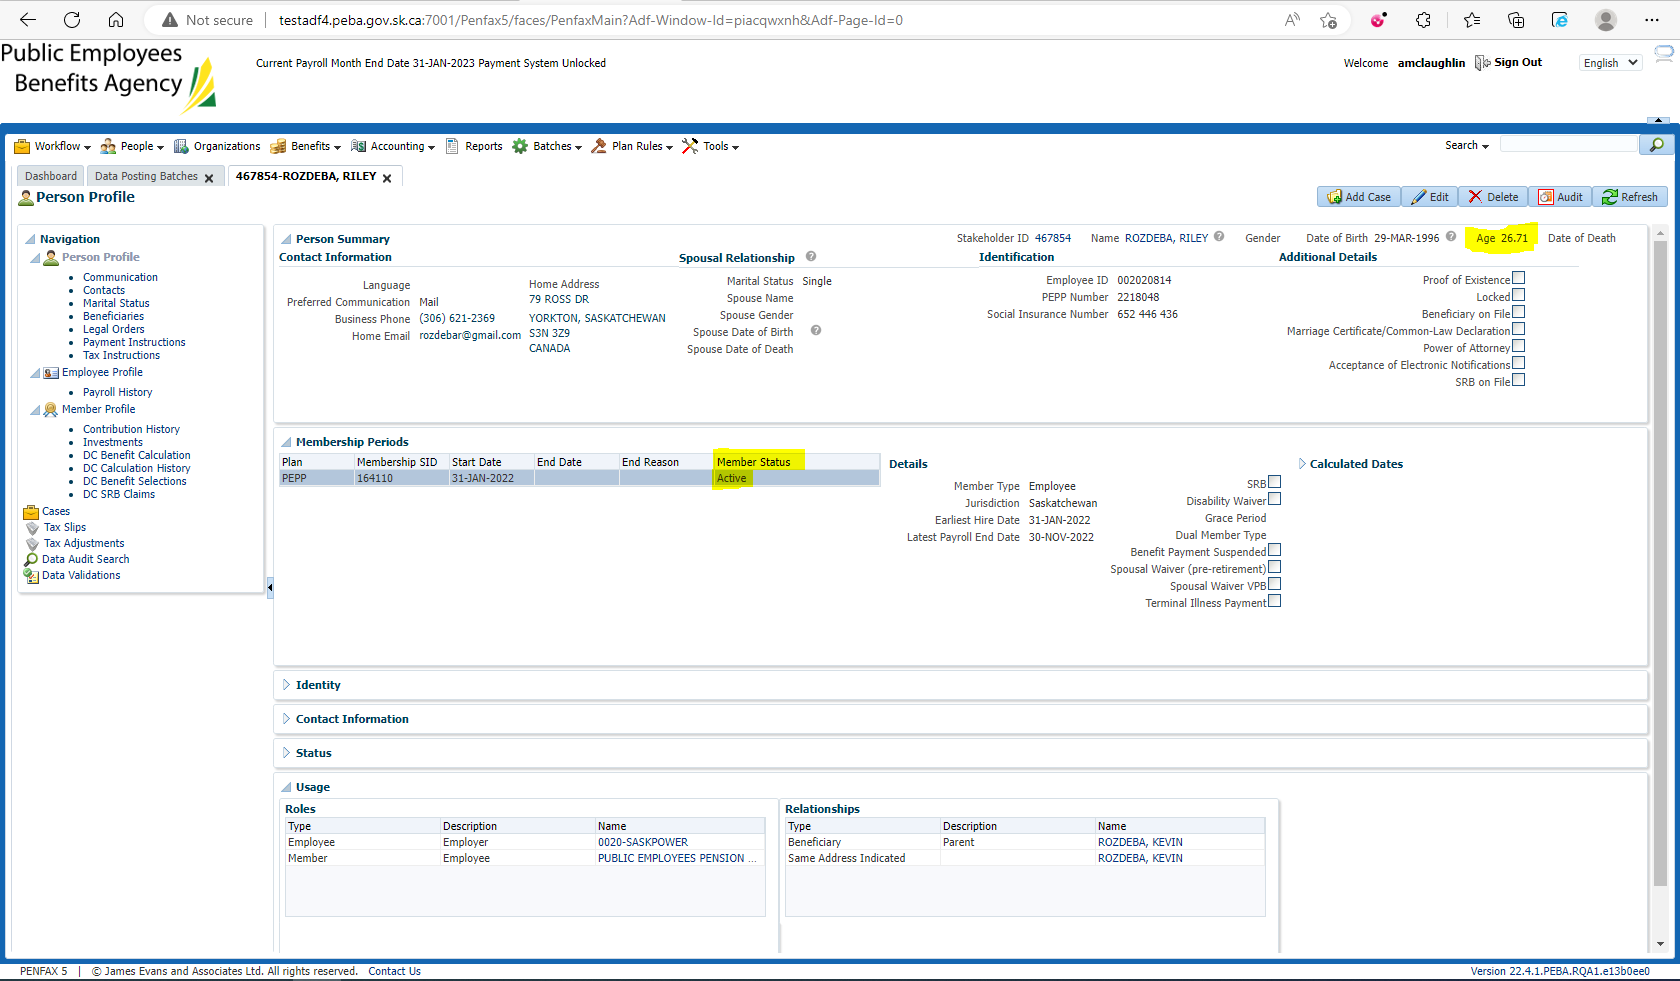 Not secure | testadf4.peba.gov.sk.ca:7001/Penfax5/faces/PenfaxMain?Adf-Window-Id=piacqwxnh&Adf-Page-Id=0
Public Employees
Benefits Agency
Current Payroll Month End Date 31-JAN-2023 Payment System Unlocked
Welcome amclaughlin Sign Out English
Workflow People Organizations Benefits Accounting Reports Batches Plan Rules Tools Search
Dashboard Data Posting Batches 467854-ROZDEBA, RILEY
Person Profile
Add Case Edit Delete Audit Refresh
Navigation
Person Profile
Communication
Contacts
Marital Status
Beneficiaries
Legal Orders
Payment Instructions
Tax Instructions
Employee Profile
Payroll History
Member Profile
Contribution History
Investments
DC Benefit Calculation
DC Calculation History
DC Benefit Selections
DC SRB Claims
Cases
Tax Slips
Tax Adjustments
Data Audit Search
Data Validations
Person Summary
Stakeholder ID 467854 Name ROZDEBA, RILEY Gender Date of Birth 29-MAR-1996 Age 26.71 Date of Death
Contact Information
Language
Preferred Communication Mail
Business Phone (306) 621-2369
Home Email rozdebar@gmail.com
Home Address
79 ROSS DR
YORKTON, SASKATCHEWAN
S3N 3Z9
CANADA
Spousal Relationship
Marital Status Single
Spouse Name
Spouse Gender
Spouse Date of Birth
Spouse Date of Death
Identification
Employee ID 002020814
PEPP Number 2218048
Social Insurance Number 652 446 436
Additional Details
Proof of Existence
Locked
Beneficiary on File
Marriage Certificate/Common-Law Declaration
Power of Attorney
Acceptance of Electronic Notifications
SRB on File
Membership Periods
Plan Membership SID Start Date End Date End Reason Member Status
PEPP 164110 31-JAN-2022 Active
Details
Member Type Employee
Jurisdiction Saskatchewan
Earliest Hire Date 31-JAN-2022
Latest Payroll End Date 30-NOV-2022
SRB
Disability Waiver
Grace Period
Dual Member Type
Benefit Payment Suspended
Spousal Waiver (pre-retirement)
Spousal Waiver VPB
Terminal Illness Payment
Calculated Dates
Identity
Contact Information
Status
Usage
Roles
Type Description Name
Employee Employer 0020-SASKPOWER
Member Employee PUBLIC EMPLOYEES PENSION ...
Relationships
Type Description Name
Beneficiary Parent ROZDEBA, KEVIN
Same Address Indicated ROZDEBA, KEVIN
PENFAX 5 | © James Evans and Associates Ltd. All rights reserved. Contact Us
Version 22.4.1.PEBA.RQA1.e13b0ee0